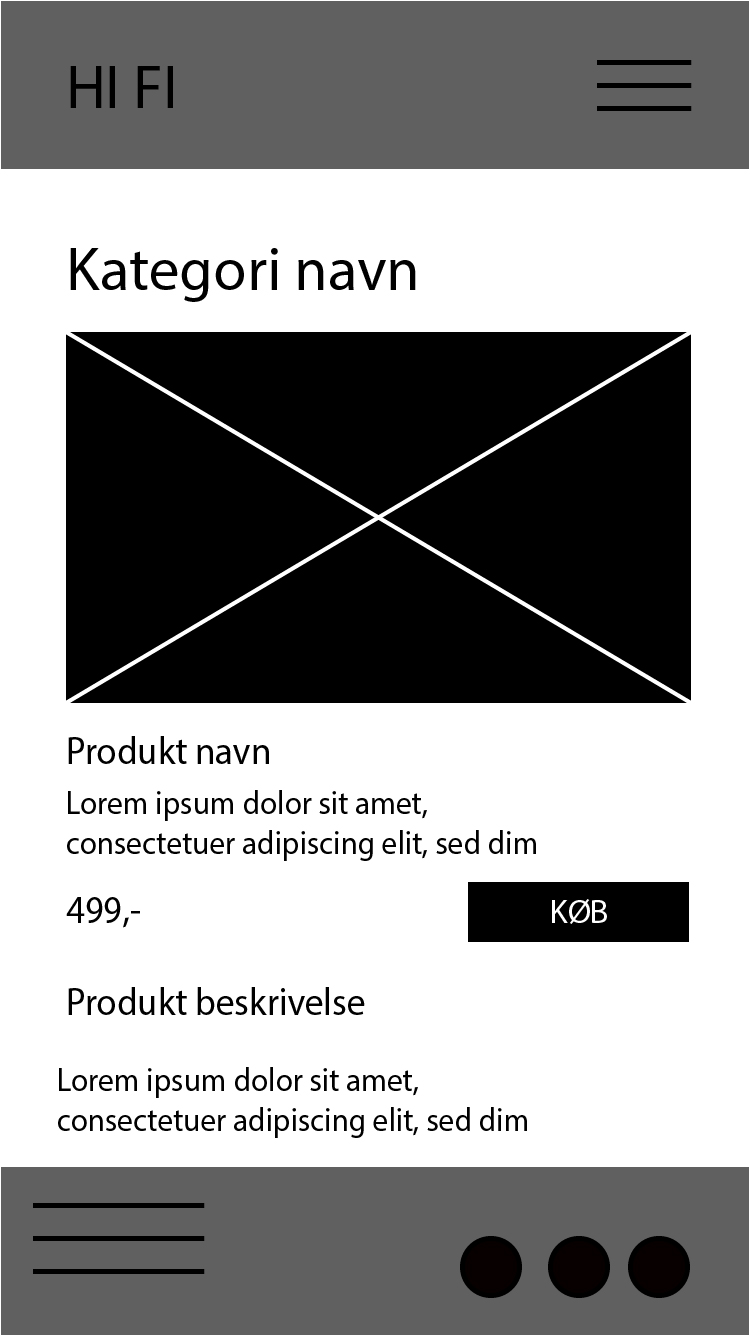 HI FI
Kategori navn
Produkt navn
Lorem ipsum dolor sit amet,
consectetuer adipiscing elit, sed dim
499,-
KØB
Produkt beskrivelse
Lorem ipsum dolor sit amet,
consectetuer adipiscing elit, sed dim